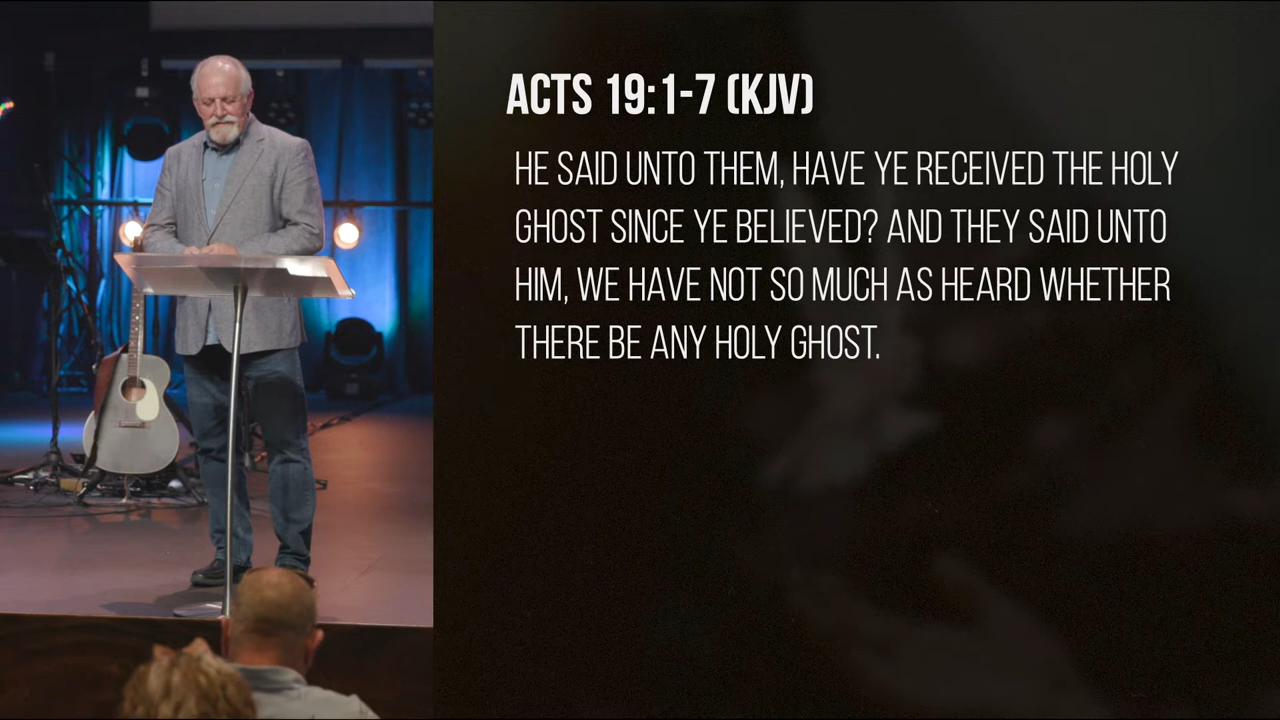 ACTS 19:1-7 (KJV)
HE SAID UNTO THEM, HAVE YE RECEIVED THE HOLY
GHOST SINCE YE BELIEVED? AND THEY SAID UNTO
HIM, WE HAVE NOT SO MUCH AS HEARD WHETHER
THERE BE ANY HOLY GHOST.